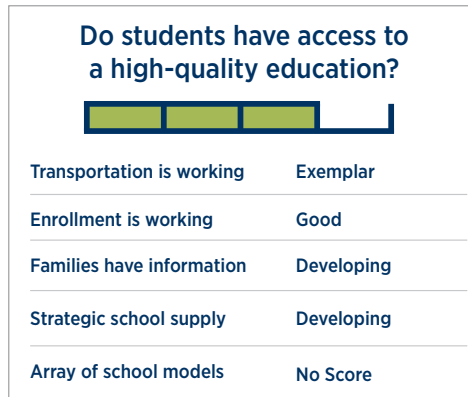 Do students have access to
a high-quality education?
Transportation is working Exemplar
Enrollment is working Good
Families have information Developing
Strategic school supply Developing
Array of school models No Score